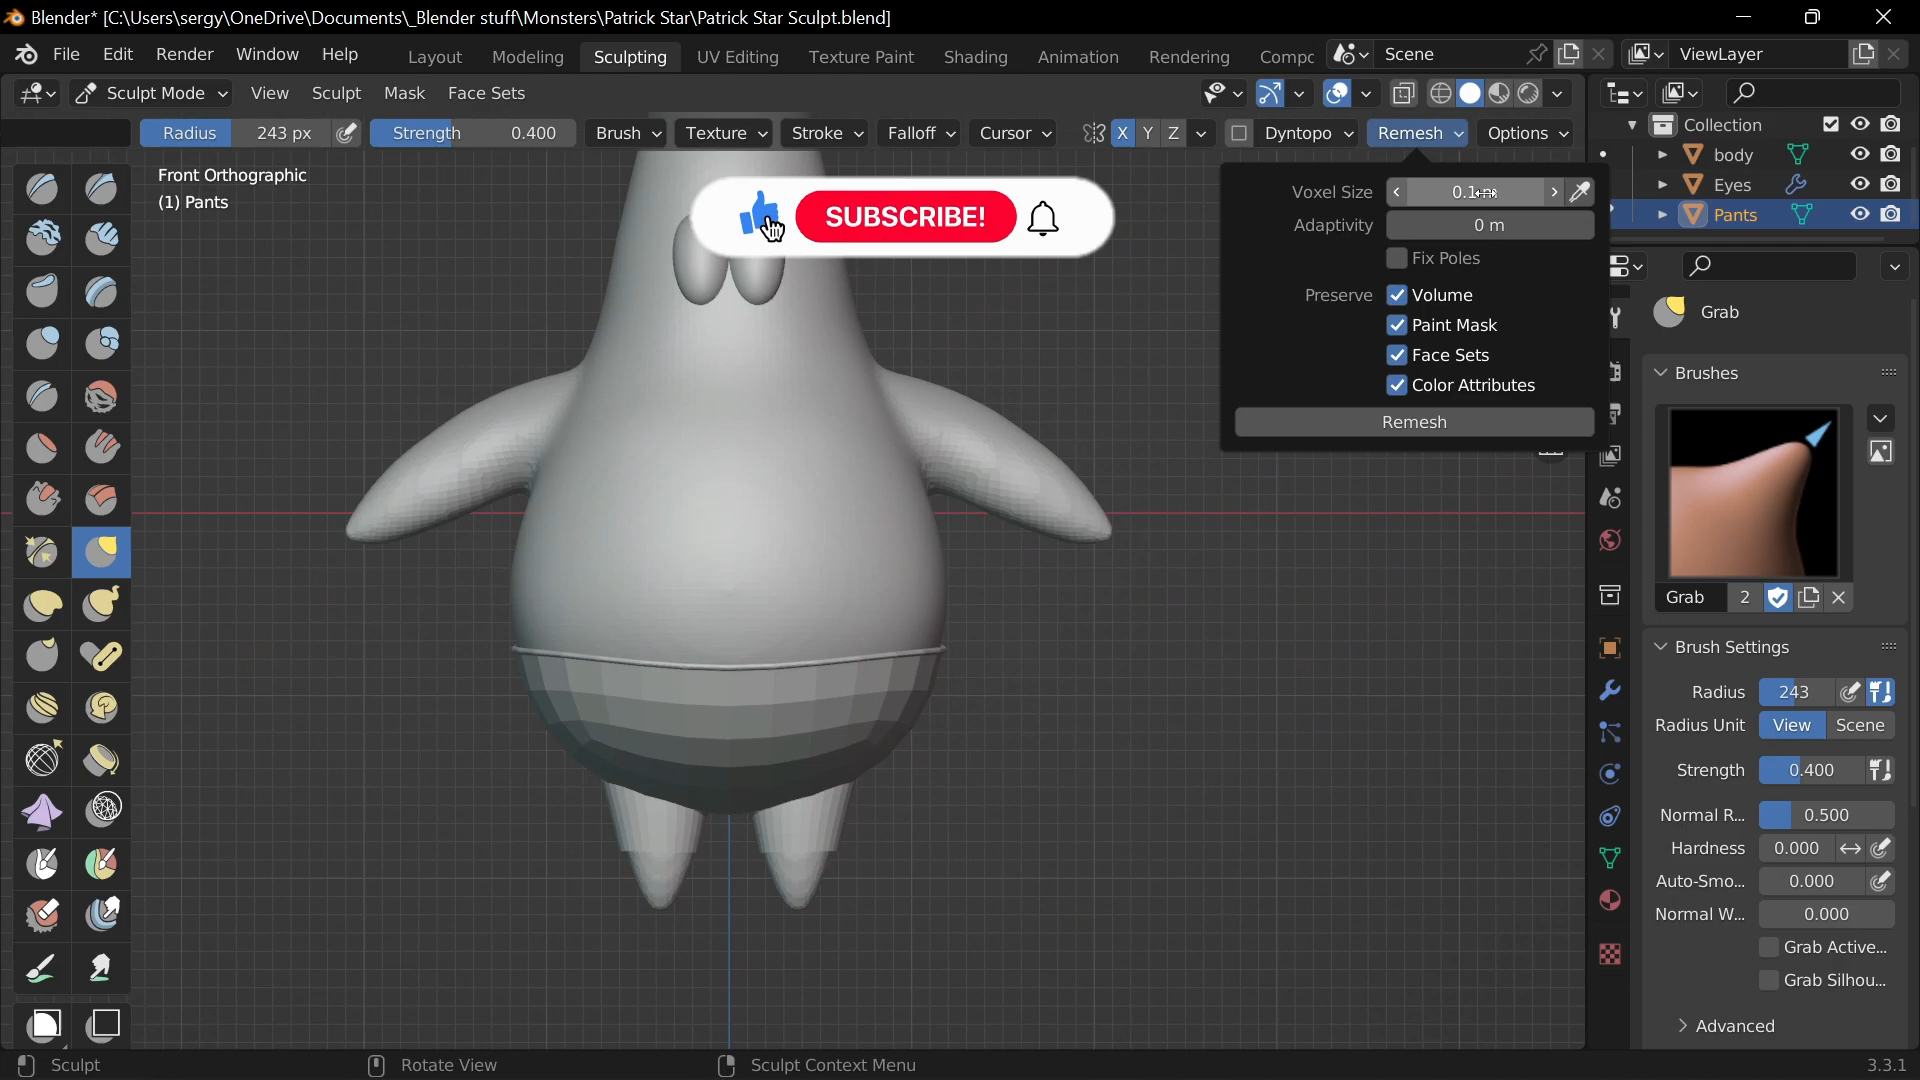 Blender* [C:\Users\sergy\OneDrive\Documents\_Blender stuff\Monsters\Patrick Star\Patrick Star Sculpt.blend]
File Edit Render Window Help Layout Modeling Sculpting UV Editing Texture Paint Shading Animation Rendering Compc Scene ViewLayer
Sculpt Mode View Sculpt Mask Face Sets
Radius 243 px Strength 0.400 Brush Texture Stroke Falloff Cursor X Y Z Dyntopo Remesh Options
Collection
body
Eyes
Pants
Front Orthographic
(1) Pants
SUBSCRIBE!
Voxel Size 0.1 m
Adaptivity 0 m
Fix Poles
Preserve Volume
Paint Mask
Face Sets
Color Attributes
Remesh
Grab
Brushes
Grab 2
Brush Settings
Radius 243
Radius Unit View Scene
Strength 0.400
Normal R... 0.500
Hardness 0.000
Auto-Smo... 0.000
Normal W... 0.000
Grab Active...
Grab Silhou...
Advanced
Sculpt Rotate View Sculpt Context Menu 3.3.1